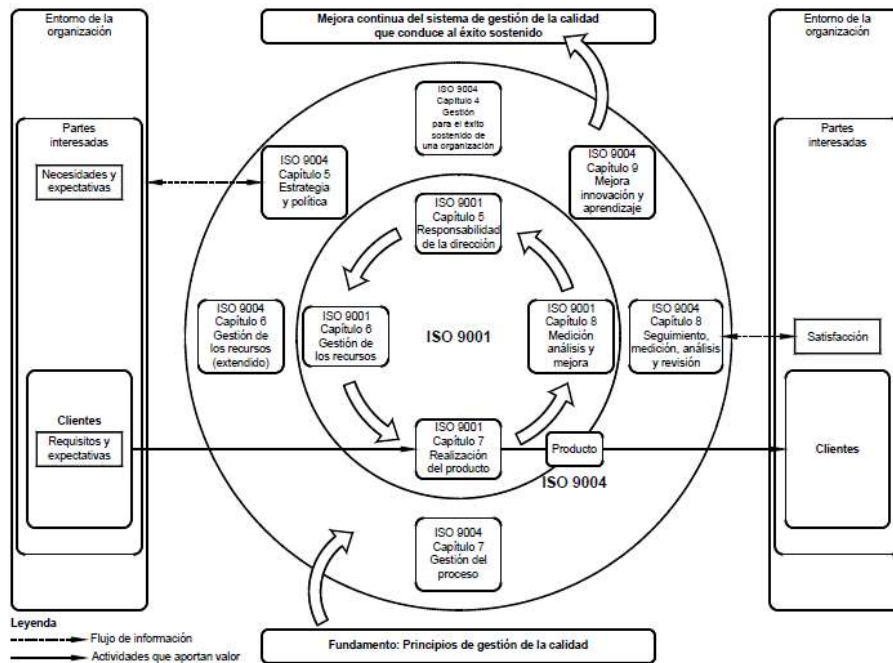 Entorno de la
organización
Mejora continua del sistema de gestión de la calidad
que conduce al éxito sostenido
Entorno de la
organización
Partes
interesadas
Necesidades y
expectativas
Clientes
Requisitos y
expectativas
ISO 9004
Capítulo 4
Gestión
para el éxito
sostenido de
una organización
ISO 9004
Capítulo 5
Estrategia
y política
ISO 9004
Capítulo 9
Mejora
innovación y
aprendizaje
ISO 9001
Capítulo 5
Responsabilidad
de la dirección
ISO 9004
Capítulo 6
Gestión de
los recursos
(extendido)
ISO 9001
Capítulo 6
Gestión de
los recursos
ISO 9001
ISO 9001
Capítulo 8
Medición
análisis y
mejora
ISO 9004
Capítulo 8
Seguimiento,
medición, análisis
y revisión
ISO 9001
Capítulo 7
Realización
del producto
Producto
ISO 9004
ISO 9004
Capítulo 7
Gestión del
proceso
Partes
interesadas
Satisfacción
Clientes
Leyenda
Flujo de información
Actividades que aportan valor
Fundamento: Principios de gestión de la calidad